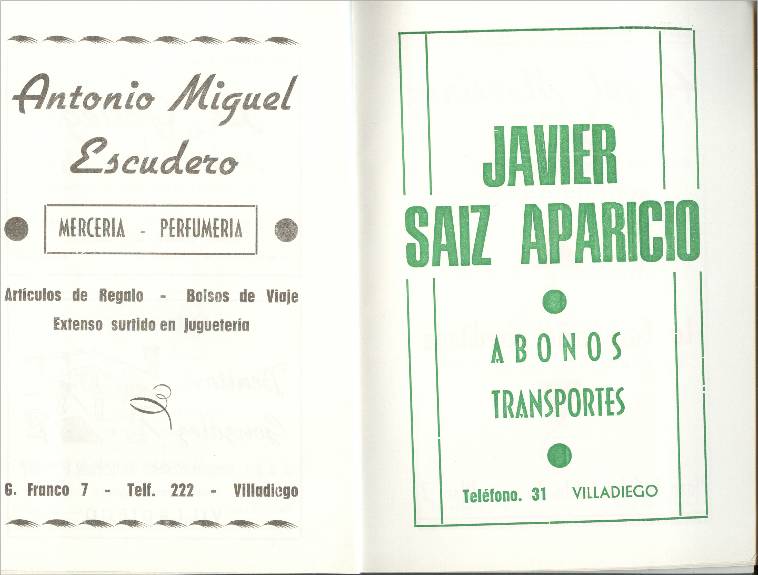 Antonio Miguel
Escudero
MERCERIA - PERFUMERIA
Artículos de Regalo - Bolsos de Viaje
Extenso surtido en Juguetería
G. Franco 7 - Telf. 222 - Villadiego
JAVIER
SAIZ APARICIO
ABONOS
TRANSPORTES
Teléfono. 31 VILLADIEGO